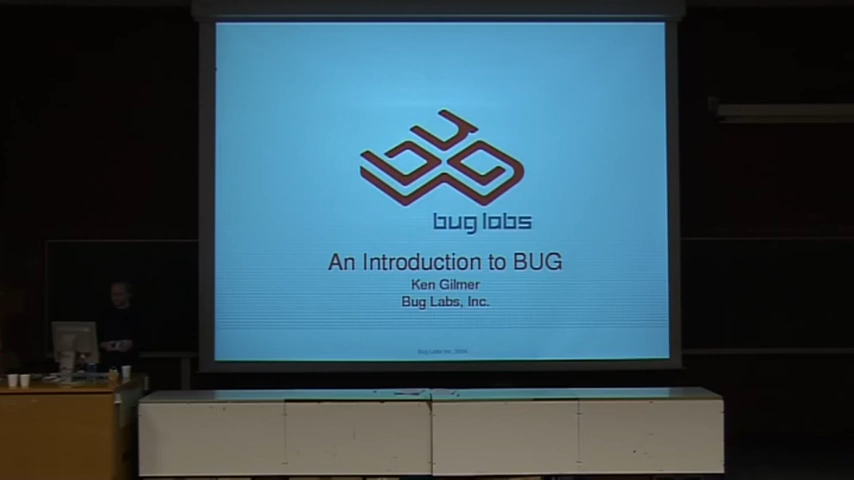 bug labs
An Introduction to BUG
Ken Gilmer
Bug Labs, Inc.